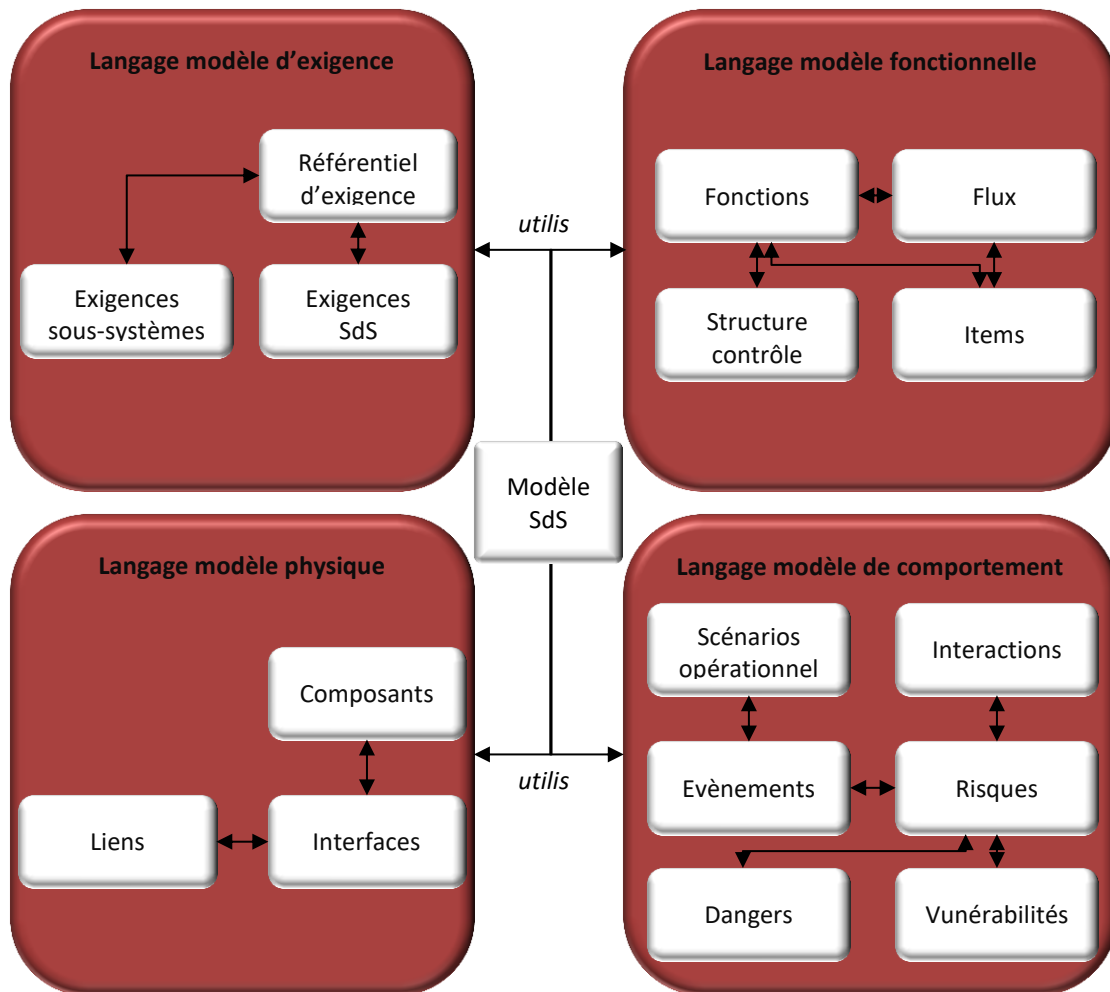 Langage modèle d'exigence
Référentiel
d'exigence
Exigences
sous-systèmes
Exigences
SdS
utilis
Langage modèle fonctionnelle
Fonctions
Flux
Structure
contrôle
Items
Modèle
SdS
Langage modèle physique
Composants
Liens
Interfaces
utilis
Langage modèle de comportement
Scénarios
opérationnel
Interactions
Evènements
Risques
Dangers
Vunérabilités